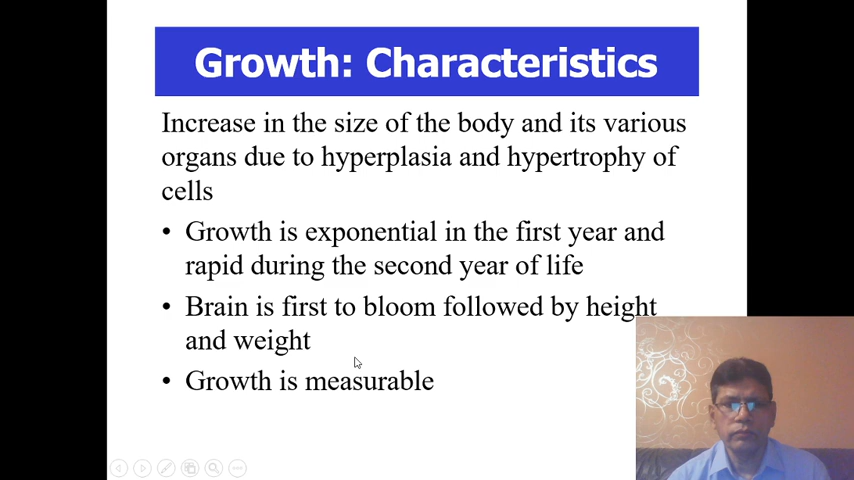 Growth: Characteristics
Increase in the size of the body and its various
organs due to hyperplasia and hypertrophy of
cells
• Growth is exponential in the first year and
rapid during the second year of life
• Brain is first to bloom followed by height
and weight
• Growth is measurable